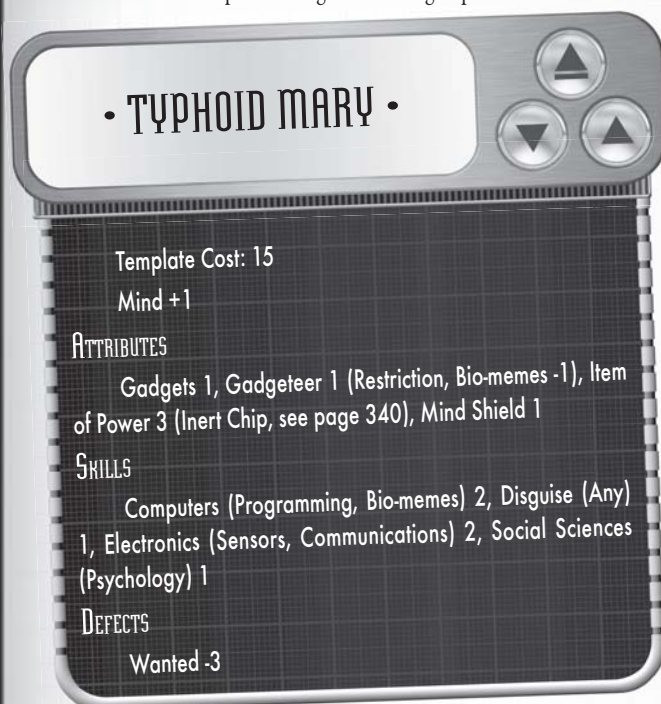 • TYPHOID MARY •
Template Cost: 15
Mind +1
ATTRIBUTES
Gadgets 1, Gadgeteer 1 (Restriction, Bio-memes -1), Item
of Power 3 (Inert Chip, see page 340), Mind Shield 1
SKILLS
Computers (Programming, Bio-memes) 2, Disguise (Any)
1, Electronics (Sensors, Communications) 2, Social Sciences
(Psychology) 1
DEFECTS
Wanted -3